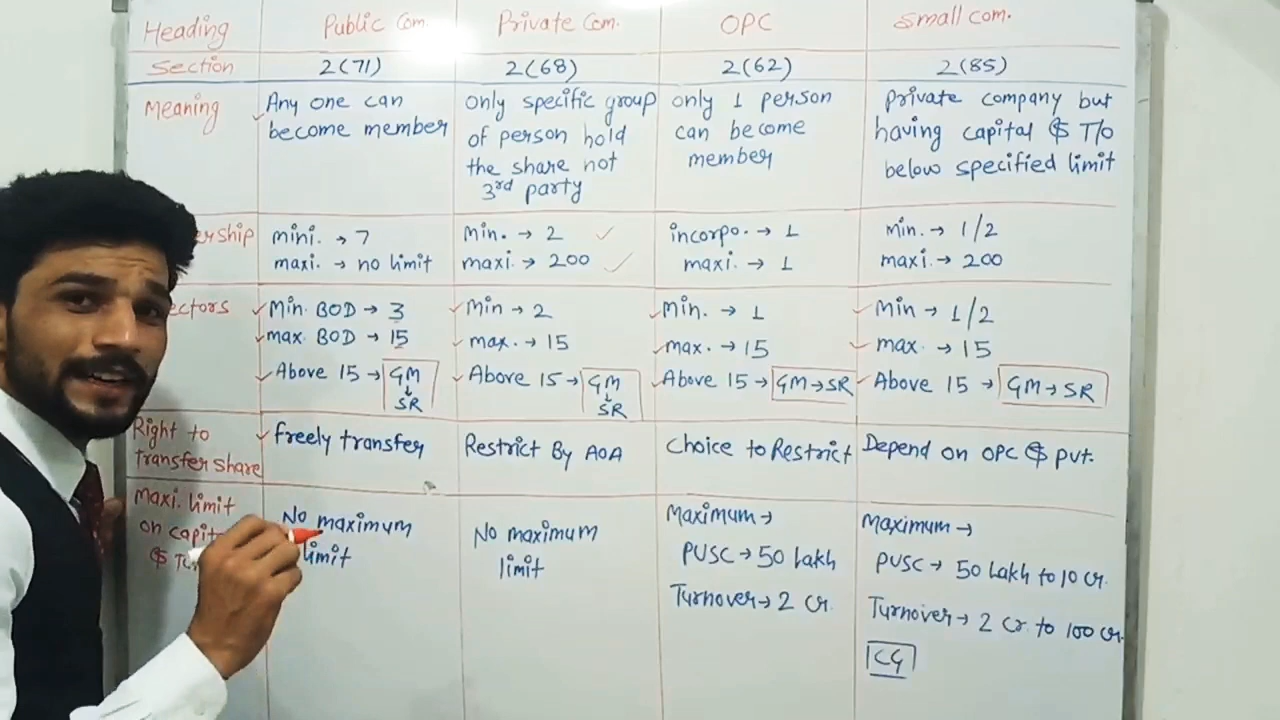 Heading
Public Com.
Private Com.
OPC
Small com.
Section
2(71)
2(68)
2(62)
2(85)
Meaning
Any one can
become member
only specific group
of person hold
the share not
3rd party
only 1 person
can become
member
Private company but
having capital & T/o
below specified limit
ership
mini. → 7
maxi. → no limit
Min. → 2
maxi. → 200
incorpo. → 1
maxi. → 1
min. → 1/2
maxi. → 200
ectors
Min. BOD → 3
max. BOD → 15
Above 15 → GM
↓
SR
Min → 2
max. → 15
Above 15 → GM
↓
SR
Min. → 1
max. → 15
Above 15 → GM → SR
Min → 1/2
max. → 15
Above 15 → GM → SR
Right to
transfer share
freely transfer
Restrict By AOA
Choice to Restrict
Depend on OPC & pvt.
Maxi. limit
on capit
& Tu
No maximum
limit
No maximum
limit
Maximum →
PUSC → 50 Lakh
Turnover → 2 Cr.
Maximum →
PUSC → 50 Lakh to 10 Cr.
Turnover → 2 Cr. to 100 Cr.
CG